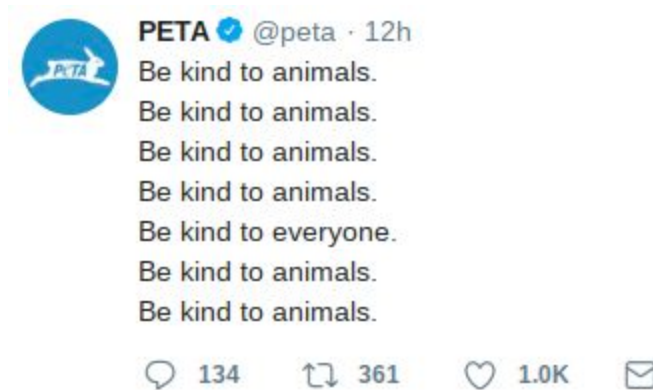 PETA @peta · 12h
PETA
Be kind to animals.
Be kind to animals.
Be kind to animals.
Be kind to animals.
Be kind to everyone.
Be kind to animals.
Be kind to animals.
134 361 1.0K